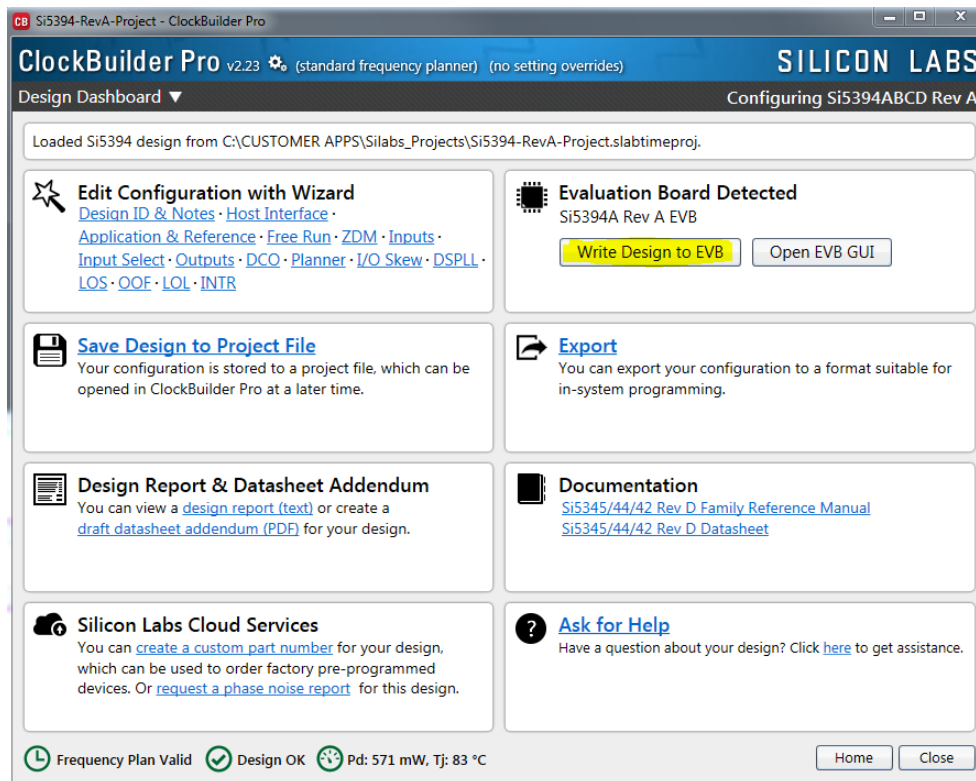 CB Si5394-RevA-Project - ClockBuilder Pro
ClockBuilder Pro v2.23 (standard frequency planner) (no setting overrides) SILICON LABS
Design Dashboard ▼ Configuring Si5394ABCD Rev A
Loaded Si5394 design from C:\CUSTOMER APPS\Silabs_Projects\Si5394-RevA-Project.slabtimeproj.
Edit Configuration with Wizard
Design ID & Notes · Host Interface ·
Application & Reference · Free Run · ZDM · Inputs ·
Input Select · Outputs · DCO · Planner · I/O Skew · DSPLL ·
LOS · OOF · LOL · INTR
Evaluation Board Detected
Si5394A Rev A EVB
Write Design to EVB Open EVB GUI
Save Design to Project File
Your configuration is stored to a project file, which can be
opened in ClockBuilder Pro at a later time.
Export
You can export your configuration to a format suitable for
in-system programming.
Design Report & Datasheet Addendum
You can view a design report (text) or create a
draft datasheet addendum (PDF) for your design.
Documentation
Si5345/44/42 Rev D Family Reference Manual
Si5345/44/42 Rev D Datasheet
Silicon Labs Cloud Services
You can create a custom part number for your design,
which can be used to order factory pre-programmed
devices. Or request a phase noise report for this design.
Ask for Help
Have a question about your design? Click here to get assistance.
Frequency Plan Valid Design OK Pd: 571 mW, Tj: 83 °C Home Close